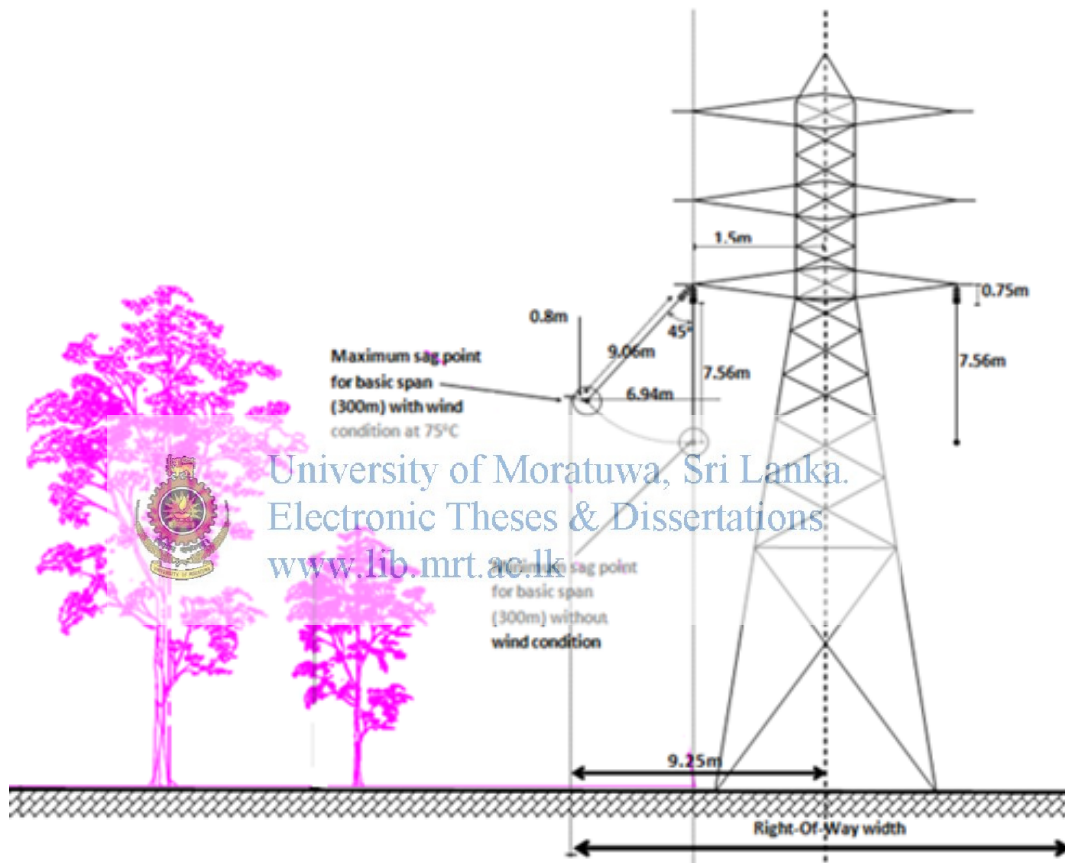 1.5m
0.75m
0.8m
45°
9.06m
7.56m
7.56m
6.94m
Maximum sag point
for basic span
(300m) with wind
condition at 75°C
University of Moratuwa, Sri Lanka.
Electronic Theses & Dissertations
www.lib.mrt.ac.lk
sag point
for basic span
(300m) without
wind condition
9.25m
Right-Of-Way width